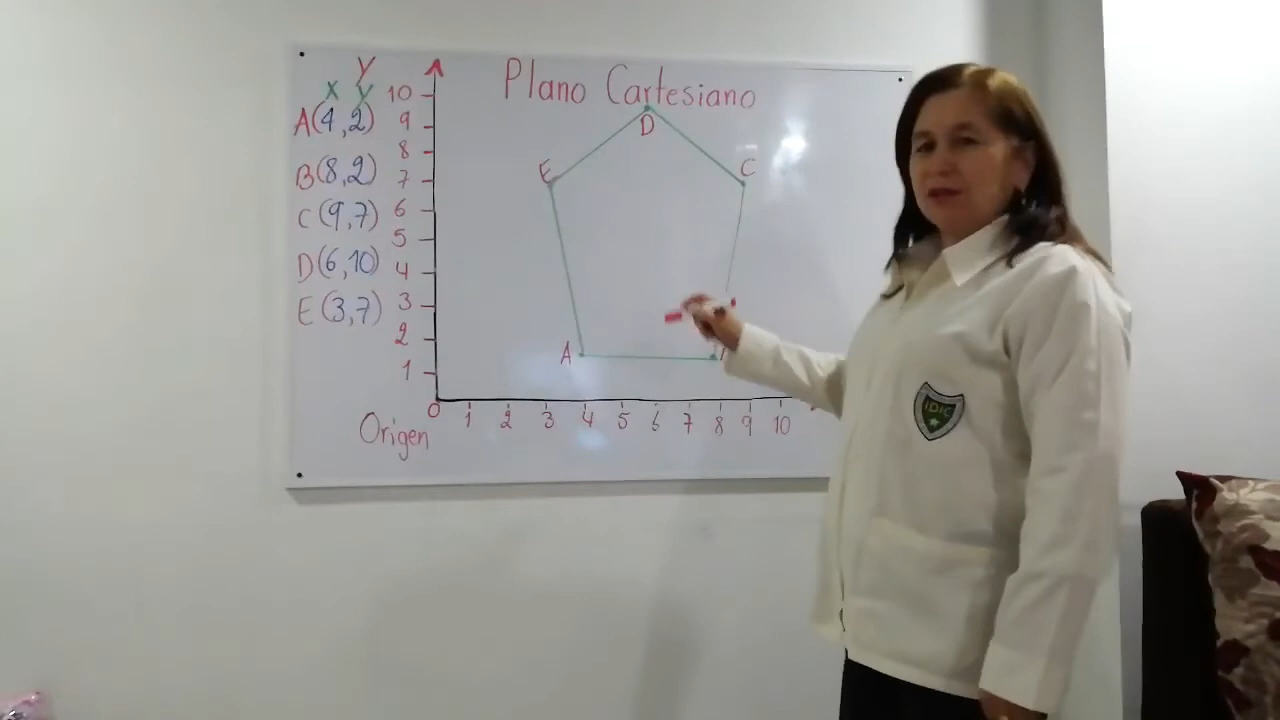 Plano Cartesiano
Y
X Y
A(4,2)
B(8,2)
C(9,7)
D(6,10)
E(3,7)
10
9
8
7
6
5
4
3
2
1
0
1 2 3 4 5 6 7 8 9 10
Origen
D
E
C
A
IDIC